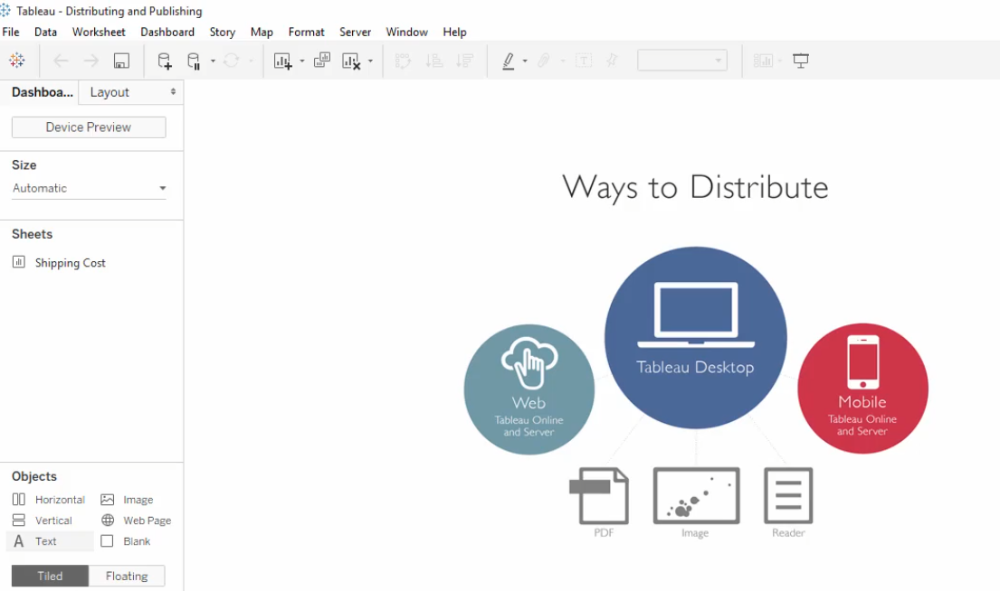 Tableau - Distributing and Publishing
File Data Worksheet Dashboard Story Map Format Server Window Help
Dashboa... Layout
Device Preview
Size
Automatic
Sheets
Shipping Cost
Objects
Horizontal Image
Vertical Web Page
A Text Blank
Tiled Floating
Ways to Distribute
Tableau Desktop
Web
Tableau Online
and Server
Mobile
Tableau Online
and Server
PDF Image Reader